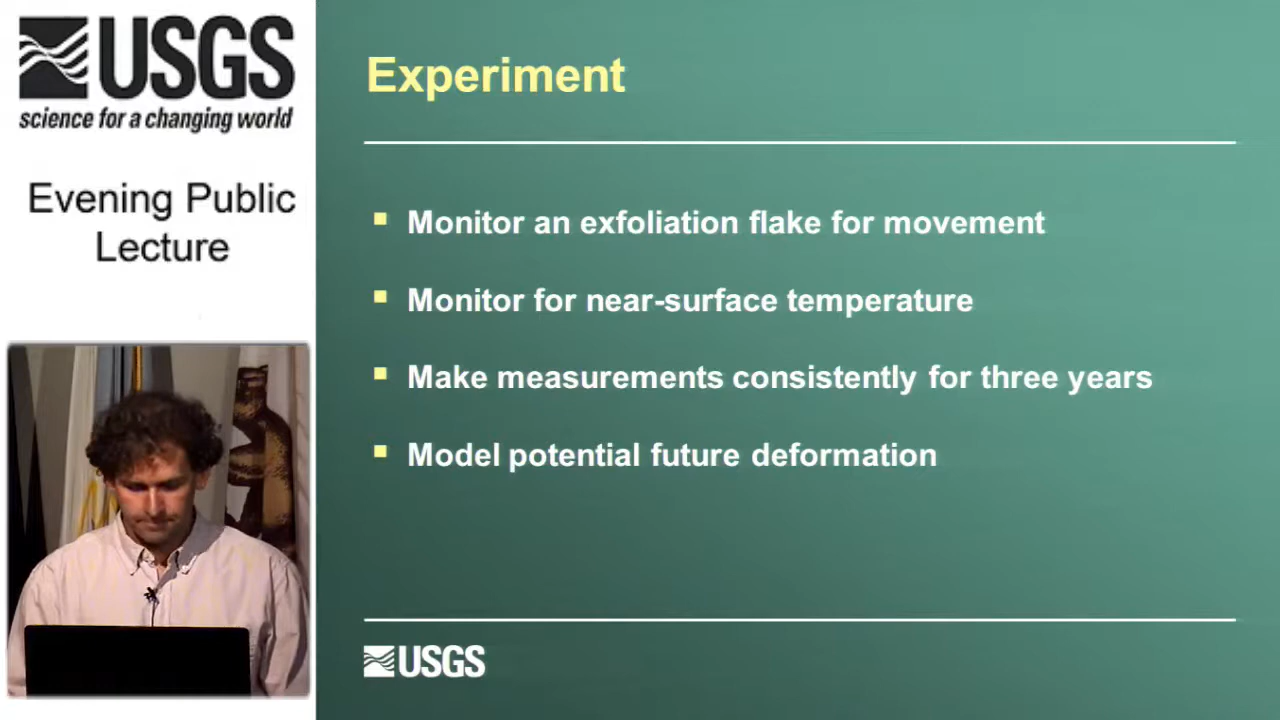 USGS
science for a changing world
Evening Public
Lecture
Experiment
Monitor an exfoliation flake for movement
Monitor for near-surface temperature
Make measurements consistently for three years
Model potential future deformation
USGS